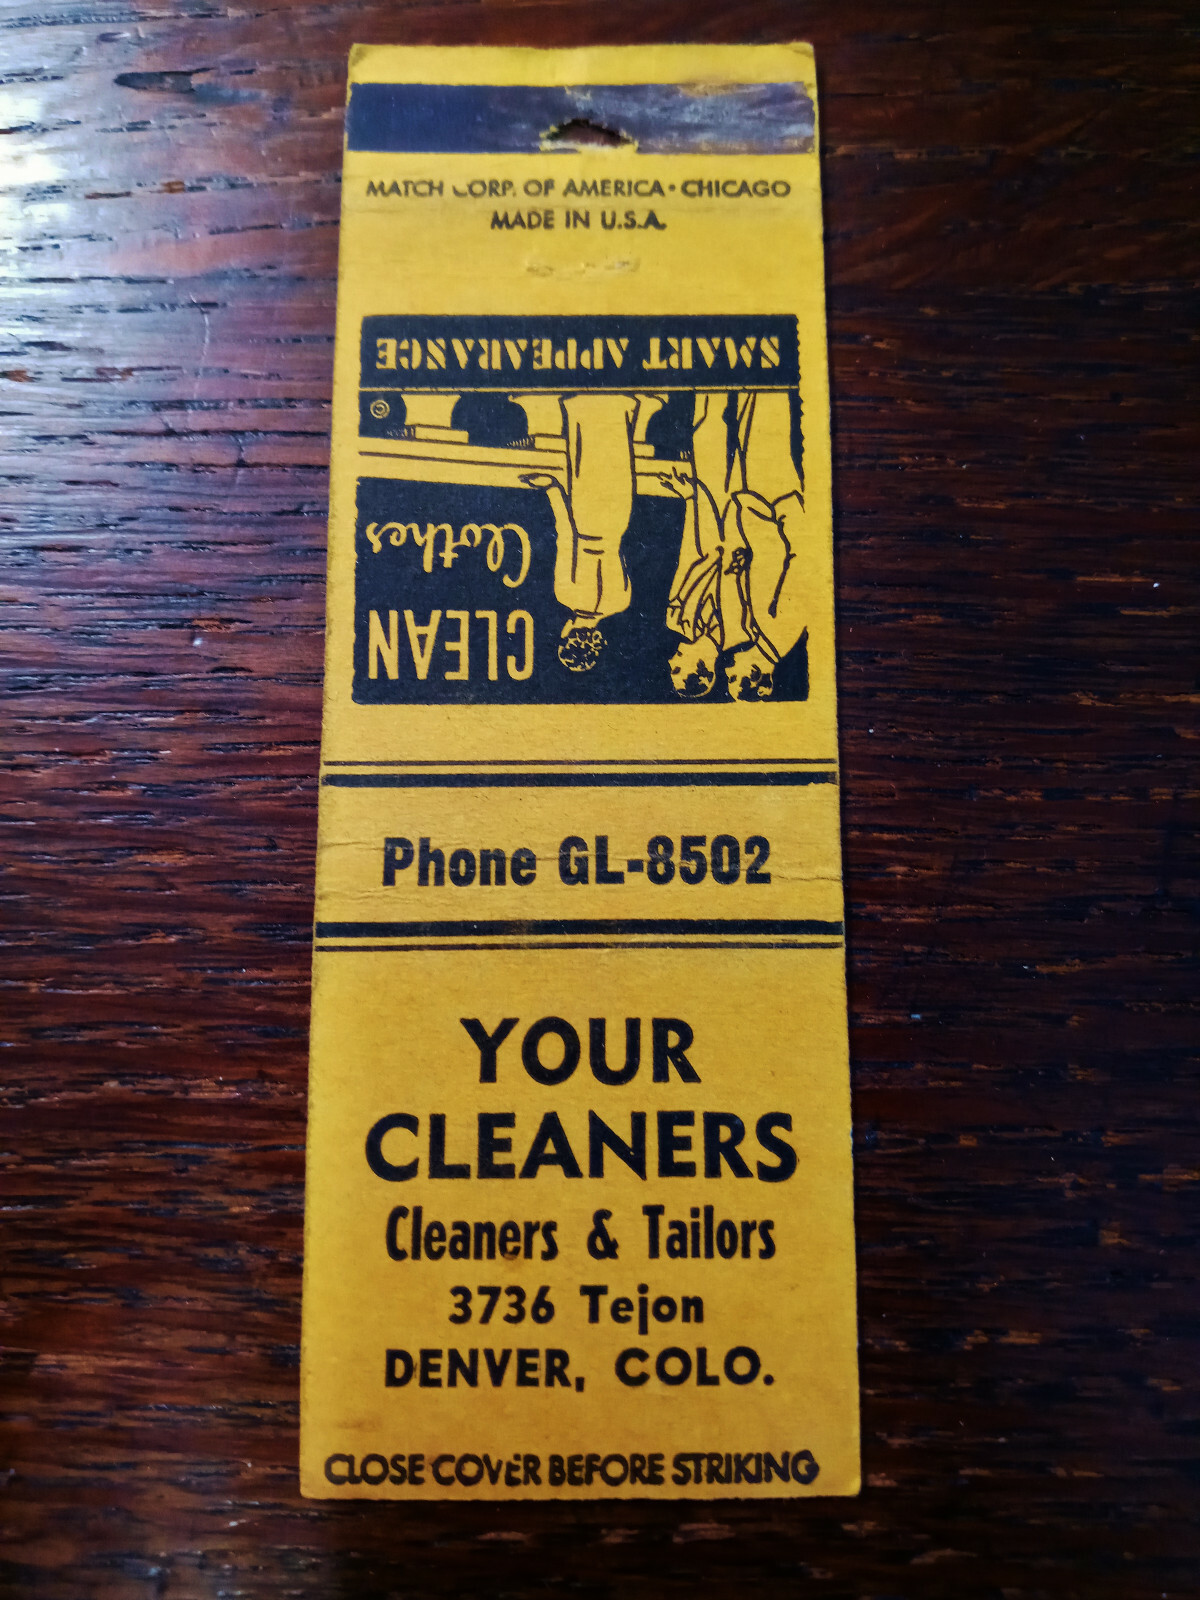 MATCH CORP. OF AMERICA • CHICAGO
MADE IN U.S.A.
SMART APPEARANCE
©
Clothes
CLEAN
Phone GL-8502
YOUR
CLEANERS
Cleaners & Tailors
3736 Tejon
DENVER, COLO.
CLOSE COVER BEFORE STRIKING